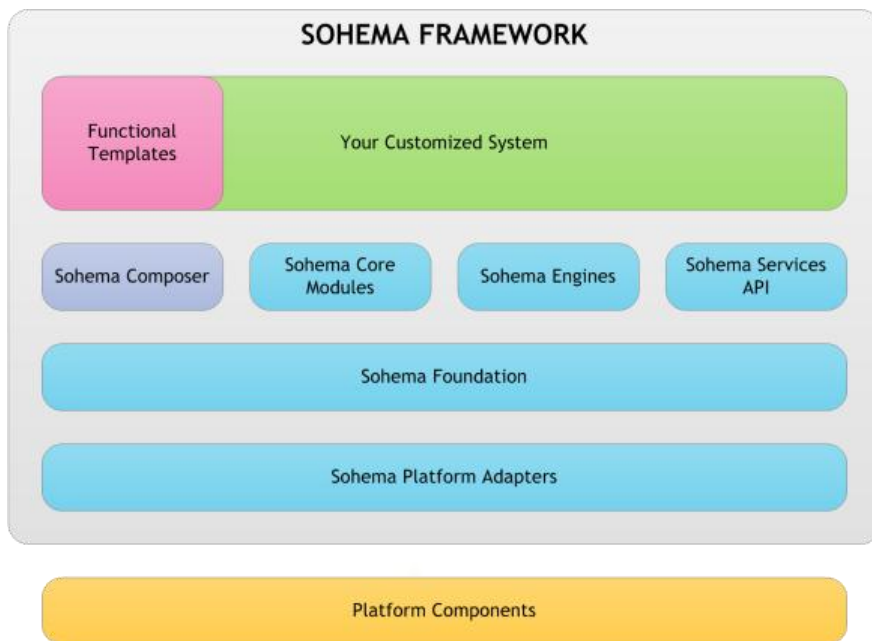 SOHEMA FRAMEWORK
Functional
Templates
Your Customized System
Sohema Composer
Sohema Core
Modules
Sohema Engines
Sohema Services
API
Sohema Foundation
Sohema Platform Adapters
Platform Components